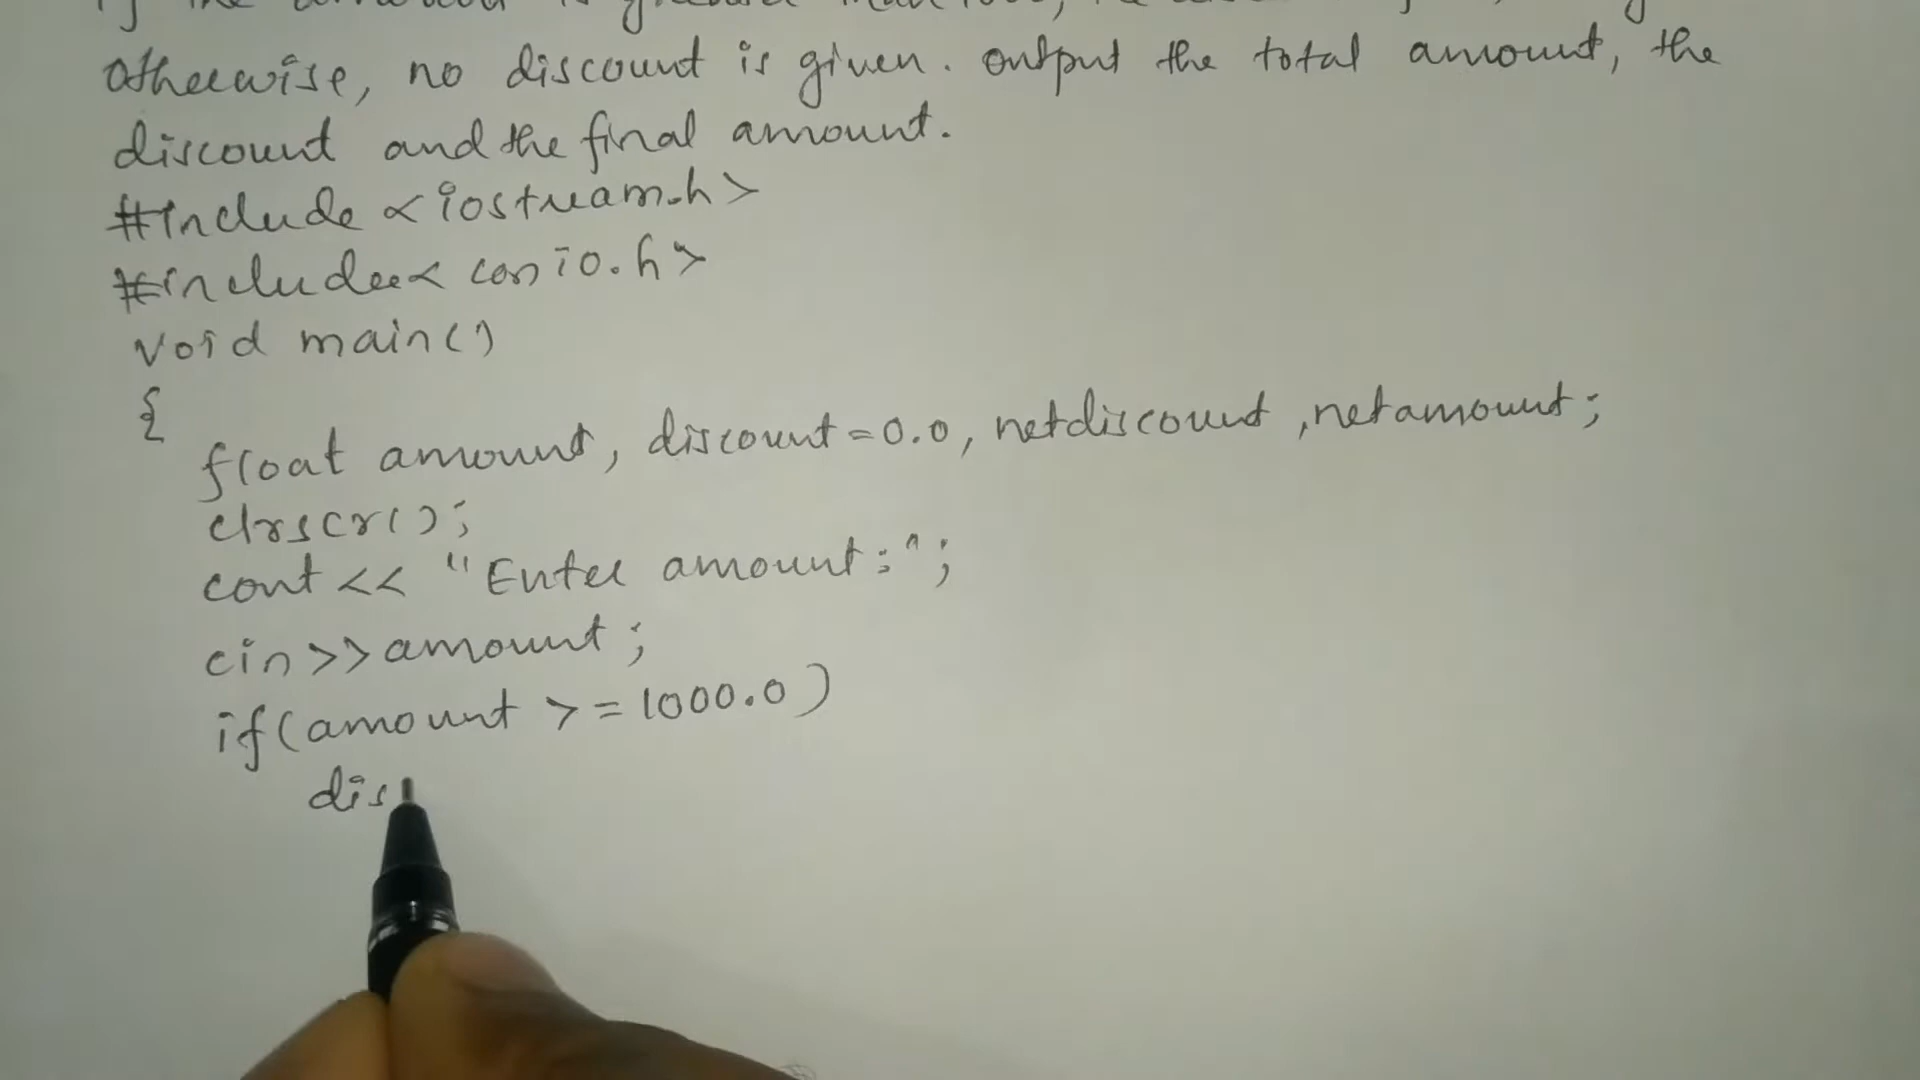 otherwise, no discount is given. output the total amount, the
discount and the final amount.
#include <iostream.h>
#include< conio.h>
void main()
{
float amount, discount=0.0, netdiscount ,netamount;
clrscr();
cout << "Enter amount:";
cin>>amount;
if(amount >=1000.0)
dis